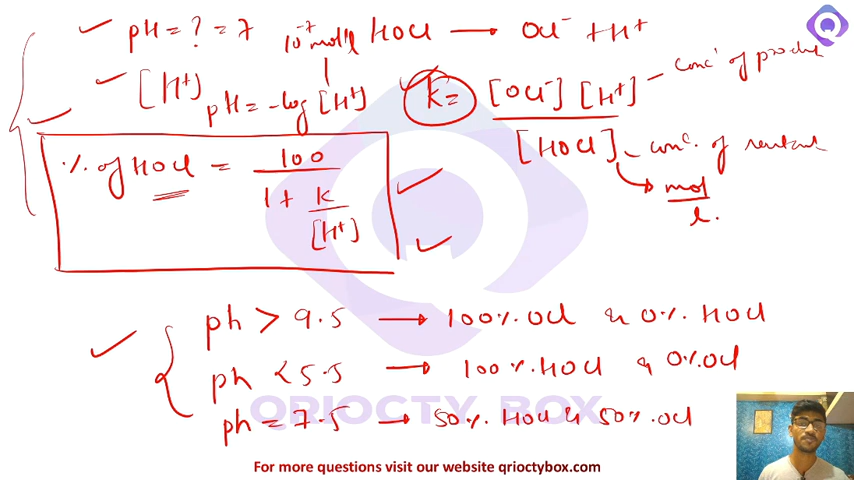 pH = ? = 7
10⁻⁷ mol/l HOCl → OCl⁻ + H⁺
[H⁺] pH = -log [H⁺]
K = [OCl⁻] [H⁺] - conc' of product
[HOCl] - conc. of reactant
mol
l.
% of HOCl = 100
1 + K
[H⁺]
ph > 9.5 → 100%. OCl & 0%. HOCl
ph < 5.5 → 100%. HOCl & 0% OCl
ph = 7.5 → 50%. HOCl & 50%. OCl
QRIOCTY BOX
For more questions visit our website qrioctybox.com